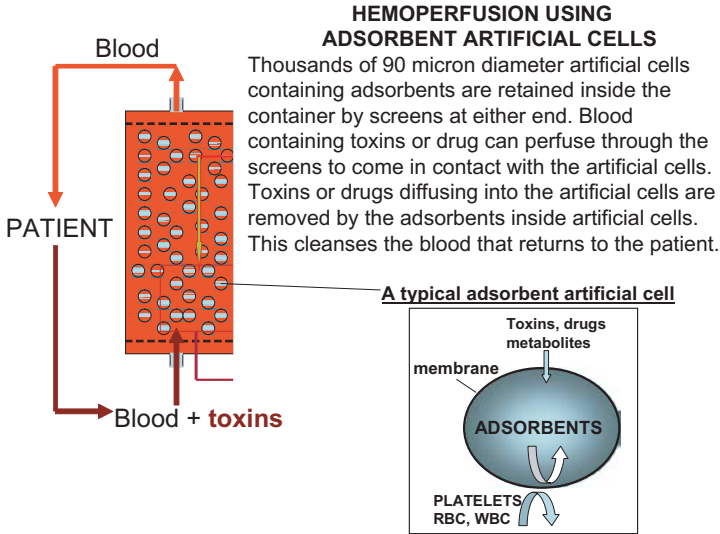 HEMOPERFUSION USING
ADSORBENT ARTIFICIAL CELLS
Thousands of 90 micron diameter artificial cells
containing adsorbents are retained inside the
container by screens at either end. Blood
containing toxins or drug can perfuse through the
screens to come in contact with the artificial cells.
Toxins or drugs diffusing into the artificial cells are
removed by the adsorbents inside artificial cells.
This cleanses the blood that returns to the patient.
Blood
PATIENT
Blood + toxins
A typical adsorbent artificial cell
Toxins, drugs
metabolites
membrane
ADSORBENTS
PLATELETS
RBC, WBC